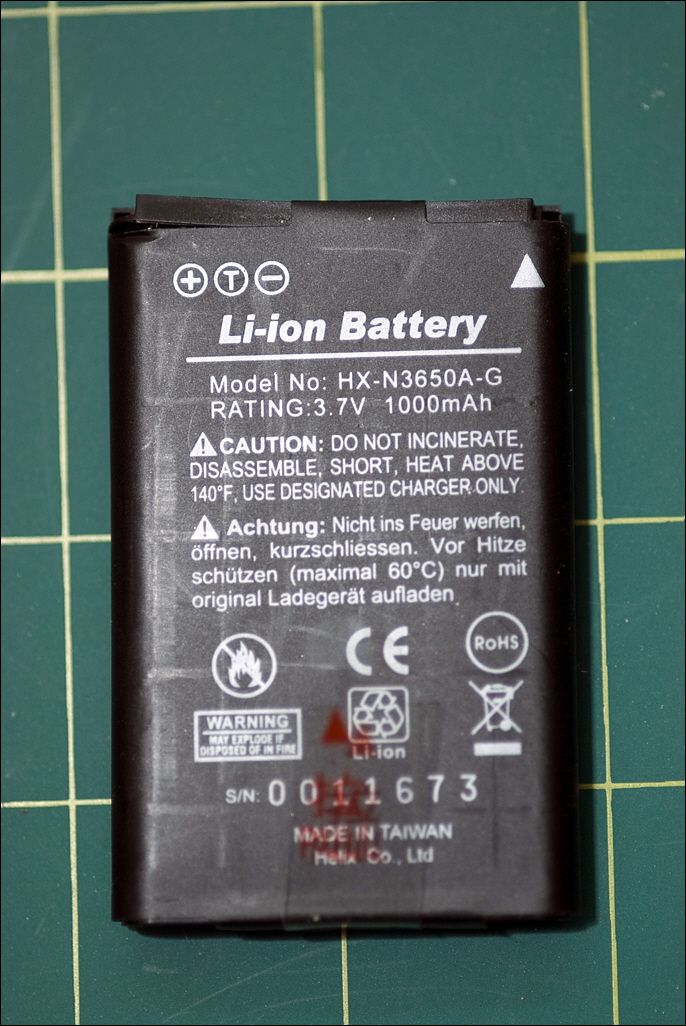 + T −
Li-ion Battery
Model No: HX-N3650A-G
RATING:3.7V 1000mAh
CAUTION: DO NOT INCINERATE,
DISASSEMBLE, SHORT, HEAT ABOVE
140°F, USE DESIGNATED CHARGER ONLY.
Achtung: Nicht ins Feuer werfen,
öffnen, kurzschliessen. Vor Hitze
schützen (maximal 60°C) nur mit
original Ladegerät aufladen.
CE
RoHS
WARNING
MAY EXPLODE IF
DISPOSED OF IN FIRE
Li-ion
S/N: 0011673
MADE IN TAIWAN
Helix Co., Ltd